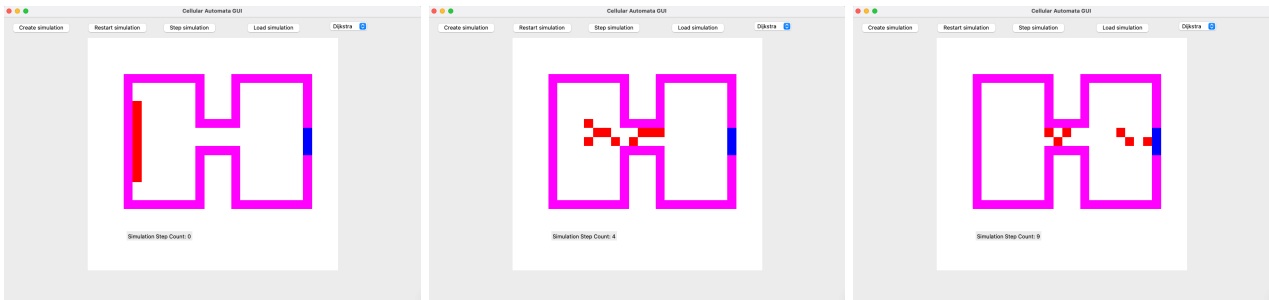 Cellular Automata GUI
Create simulation Restart simulation Step simulation Load simulation Dijkstra
Simulation Step Count: 0
Cellular Automata GUI
Create simulation Restart simulation Step simulation Load simulation Dijkstra
Simulation Step Count: 4
Cellular Automata GUI
Create simulation Restart simulation Step simulation Load simulation Dijkstra
Simulation Step Count: 9